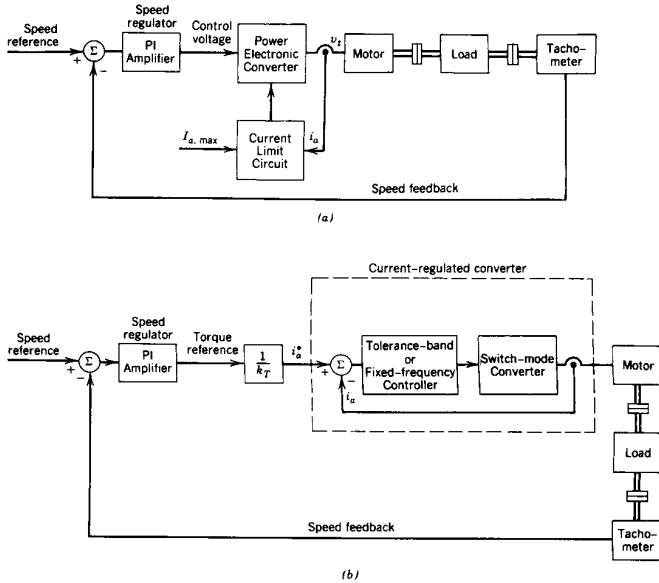 Speed reference
+
−
Σ
Speed regulator
PI Amplifier
Control voltage
Power Electronic Converter
v_t
Motor
Load
Tacho-meter
I_a, max
Current Limit Circuit
i_a
Speed feedback
(a)
Current-regulated converter
Speed reference
+
−
Σ
Speed regulator
PI Amplifier
Torque reference
1
k_T
i_a*
+
−
Σ
i_a
Tolerance-band or Fixed-frequency Controller
Switch-mode Converter
Motor
Load
Speed feedback
Tacho-meter
(b)